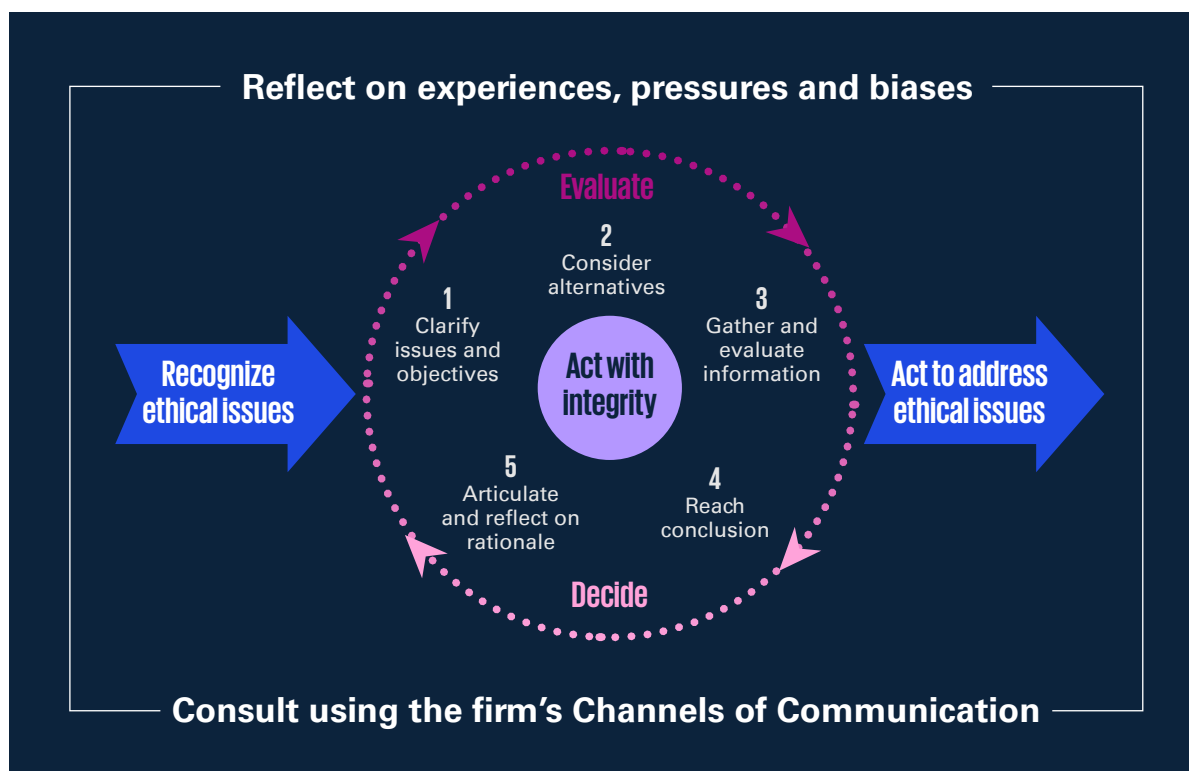 Reflect on experiences, pressures and biases
Evaluate
2
Consider
alternatives
1
Clarify
issues and
objectives
3
Gather and
evaluate
information
Recognize
ethical issues
Act with
integrity
Act to address
ethical issues
5
Articulate
and reflect on
rationale
4
Reach
conclusion
Decide
Consult using the firm’s Channels of Communication